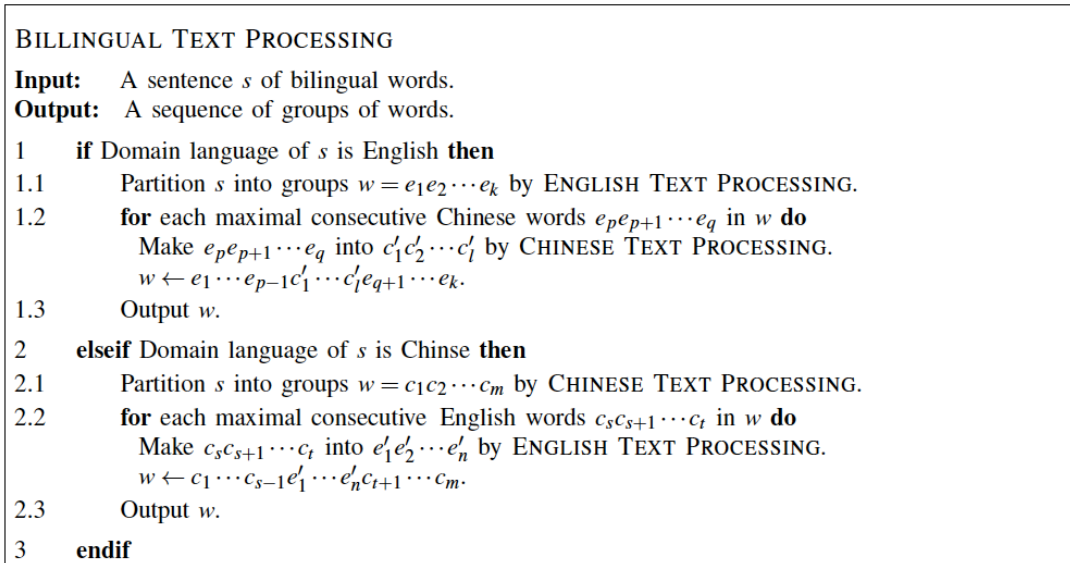 BILLINGUAL TEXT PROCESSING
Input: A sentence s of bilingual words.
Output: A sequence of groups of words.
1 if Domain language of s is English then
1.1 Partition s into groups w = e₁e₂⋯eₖ by ENGLISH TEXT PROCESSING.
1.2 for each maximal consecutive Chinese words eₚeₚ₊₁⋯e_q in w do
Make eₚeₚ₊₁⋯e_q into c′₁c′₂⋯c′ₗ by CHINESE TEXT PROCESSING.
w ← e₁⋯eₚ₋₁c′₁⋯c′ₗe_{q+1}⋯eₖ.
1.3 Output w.
2 elseif Domain language of s is Chinse then
2.1 Partition s into groups w = c₁c₂⋯cₘ by CHINESE TEXT PROCESSING.
2.2 for each maximal consecutive English words cₛcₛ₊₁⋯cₜ in w do
Make cₛcₛ₊₁⋯cₜ into e′₁e′₂⋯e′ₙ by ENGLISH TEXT PROCESSING.
w ← c₁⋯cₛ₋₁e′₁⋯e′ₙcₜ₊₁⋯cₘ.
2.3 Output w.
3 endif